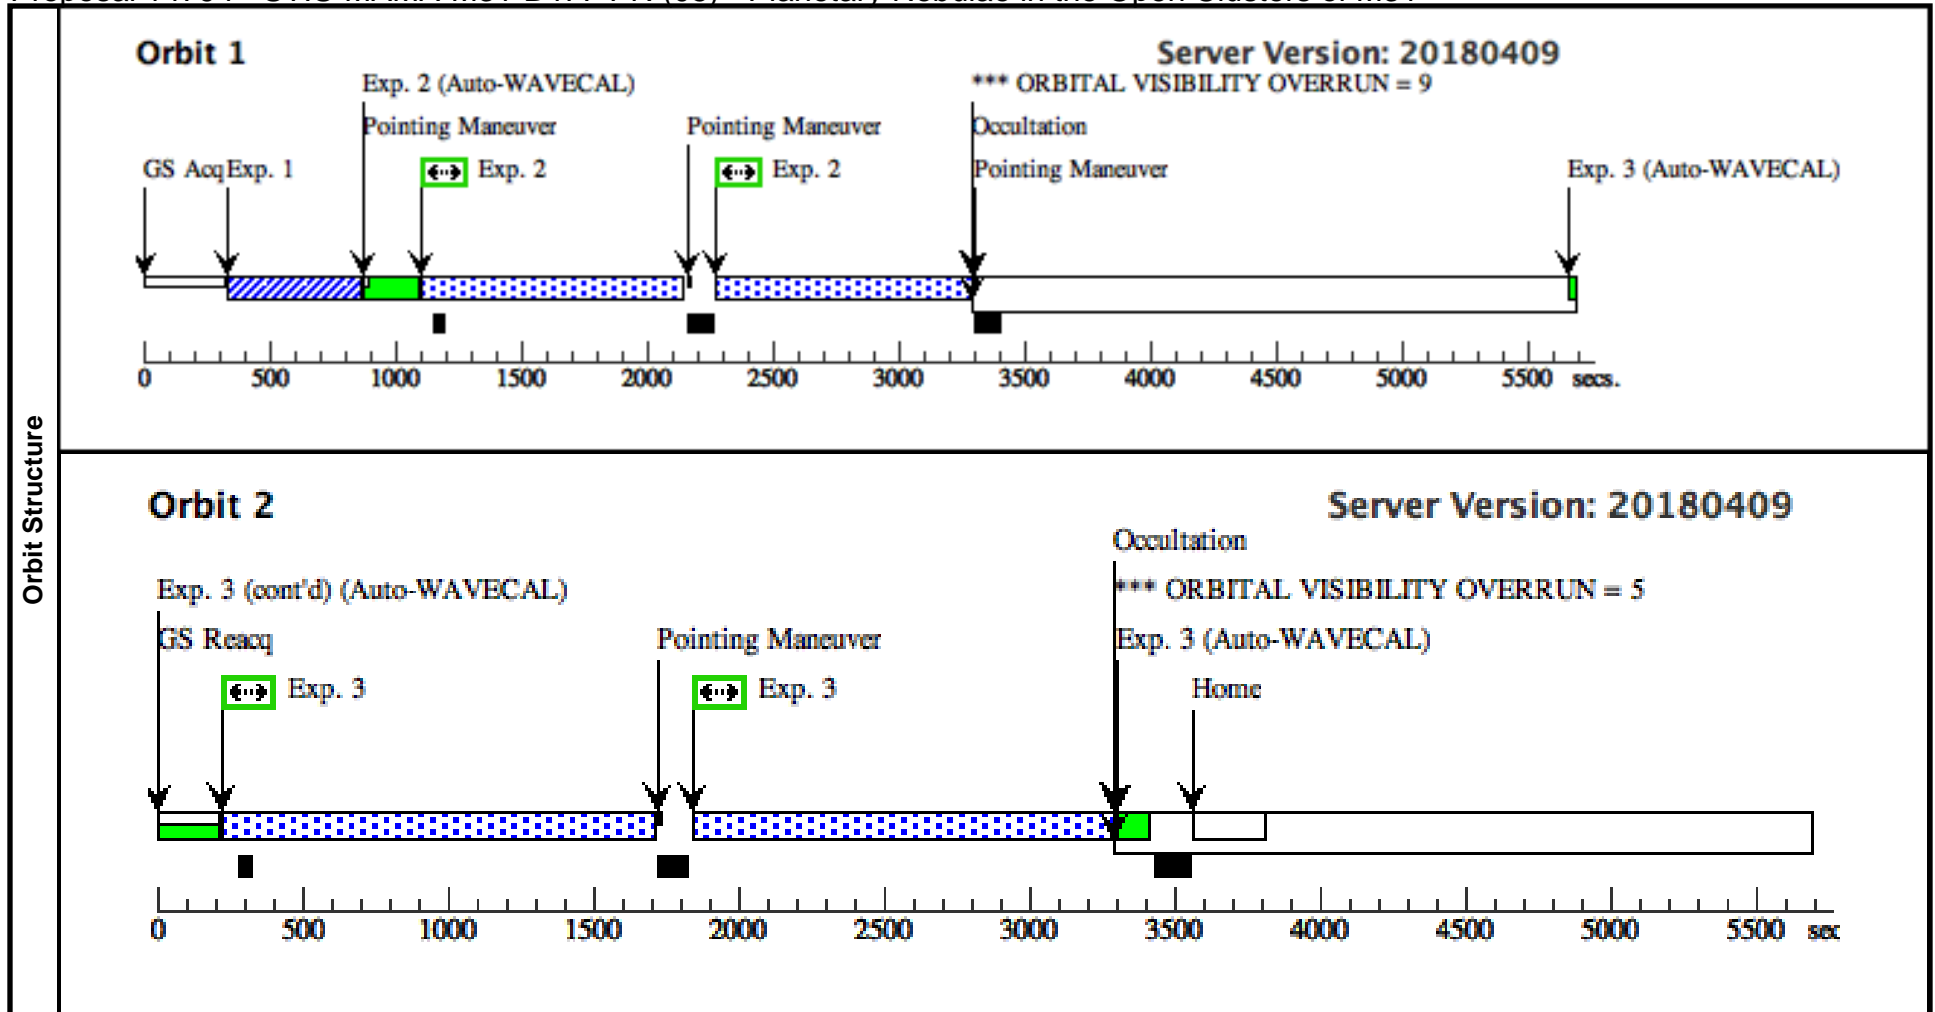 Orbit Structure
Orbit 1
Server Version: 20180409
Exp. 2 (Auto-WAVECAL)
*** ORBITAL VISIBILITY OVERRUN = 9
Pointing Maneuver
Pointing Maneuver
Occultation
GS Acq
Exp. 1
Exp. 2
Exp. 2
Pointing Maneuver
Exp. 3 (Auto-WAVECAL)
0 500 1000 1500 2000 2500 3000 3500 4000 4500 5000 5500 secs.
Orbit 2
Server Version: 20180409
Occultation
Exp. 3 (cont'd) (Auto-WAVECAL)
*** ORBITAL VISIBILITY OVERRUN = 5
GS Reacq
Pointing Maneuver
Exp. 3 (Auto-WAVECAL)
Exp. 3
Exp. 3
Home
0 500 1000 1500 2000 2500 3000 3500 4000 4500 5000 5500 sec